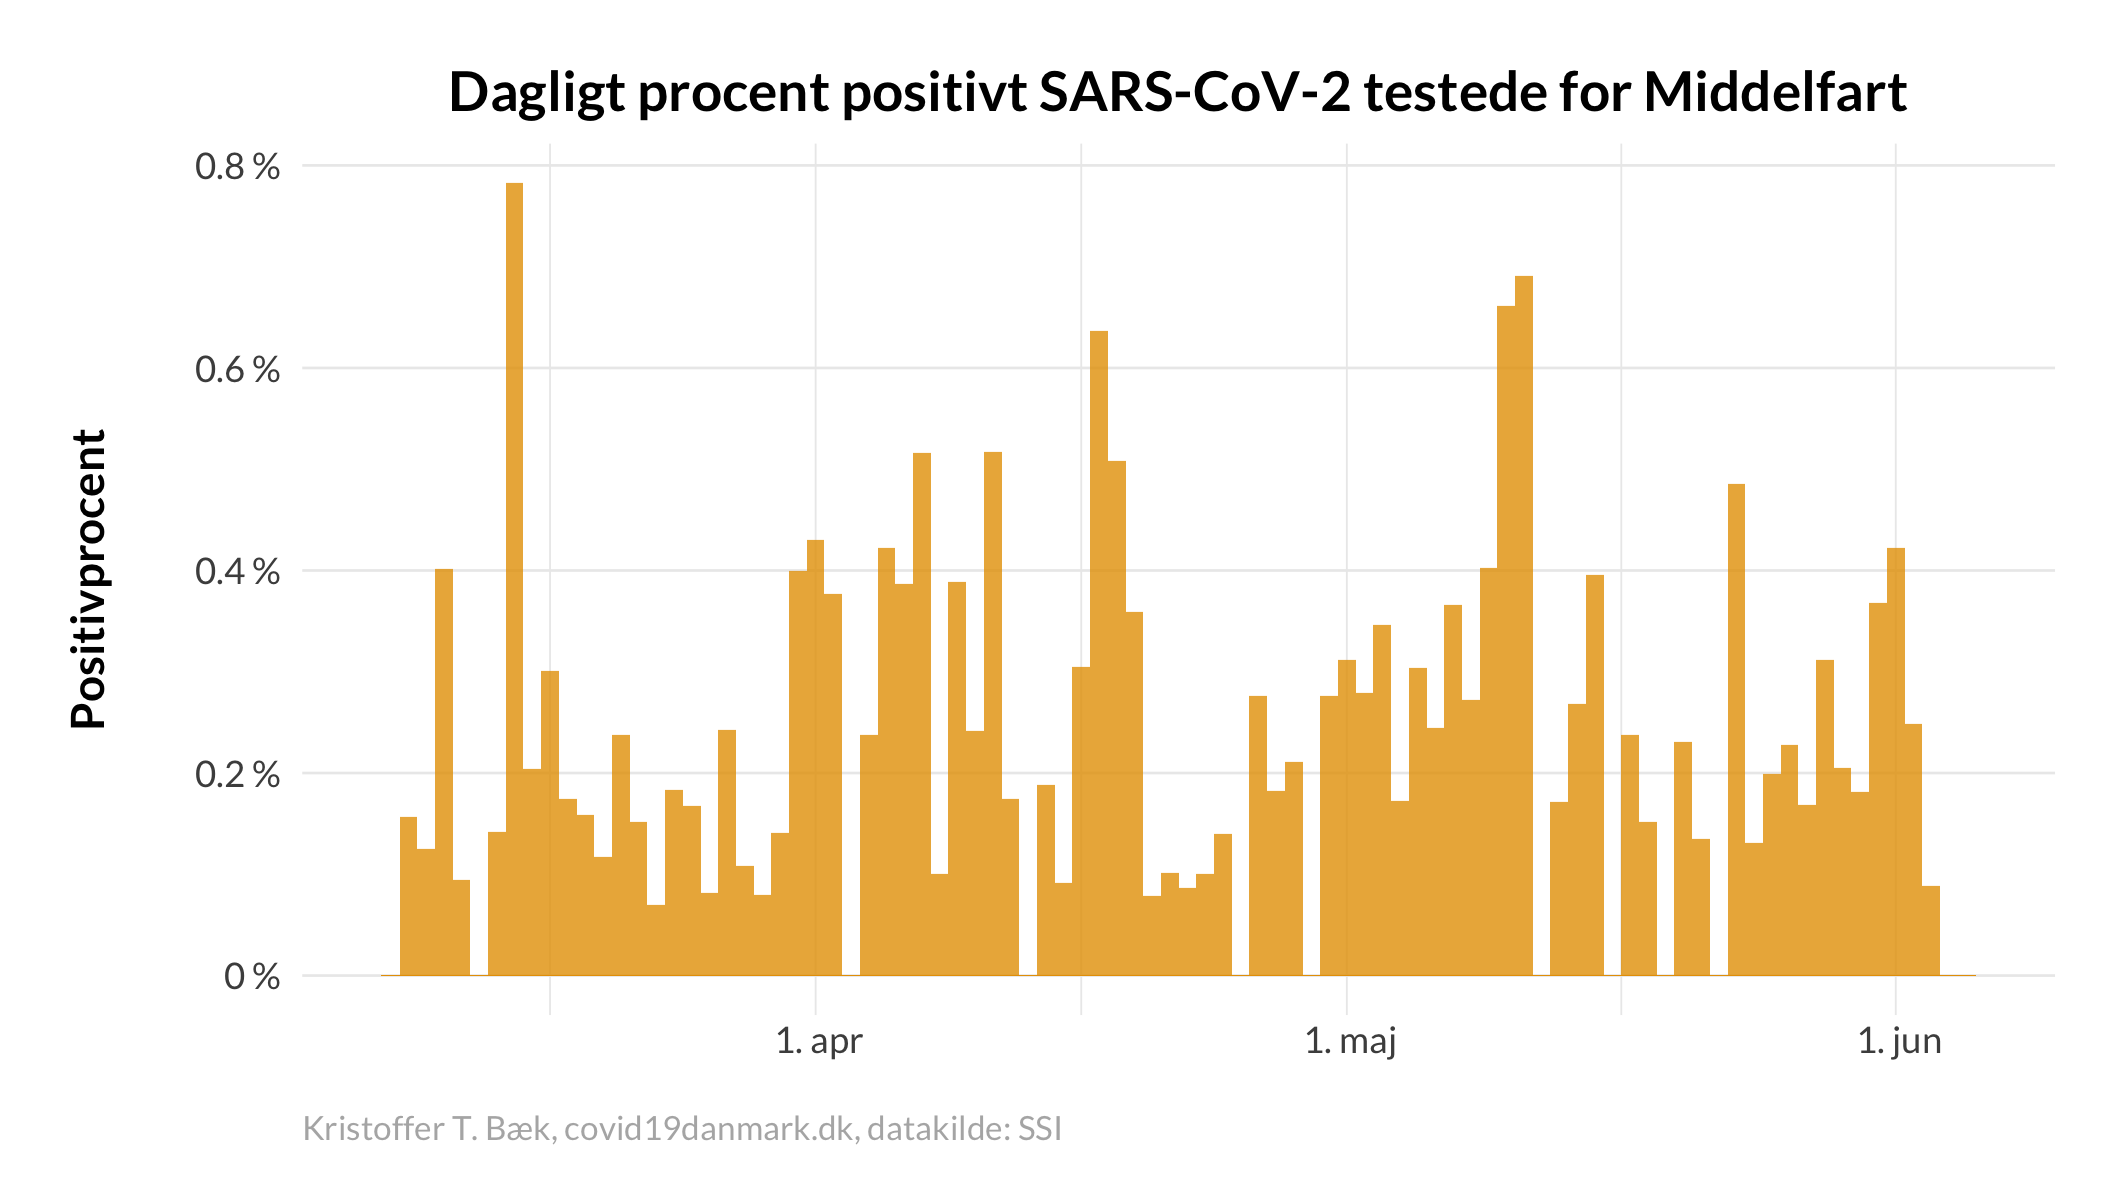 Dagligt procent positivt SARS-CoV-2 testede for Middelfart
Positivprocent
0.8 %
0.6 %
0.4 %
0.2 %
0 %
1. apr
1. maj
1. jun
Kristoffer T. Bæk, covid19danmark.dk, datakilde: SSI